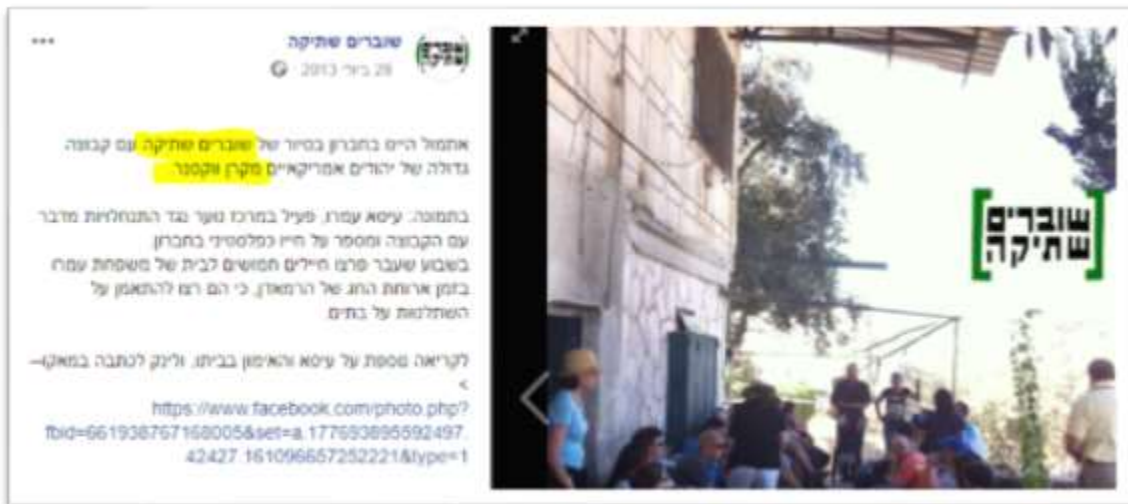 שוברים שתיקה
28 ביולי 2013
אתמול היינו בחברון בסיור של שוברים שתיקה עם קבוצה
גדולה של יהודים אמריקאיים מקרן ווקסנר.
בתמונה: עיסא עמרו, פעיל במרכז נוער נגד התנחלויות מדבר
עם הקבוצה ומספר על חייו כפלסטיני בחברון.
בשבוע שעבר פרצו חיילים חמושים לבית של משפחת עמרו
בזמן ארוחת החג של הרמאדן, כי הם רצו להתאמן על
השתלטות על בתים.
לקריאה נוספת על עיסא והאימון בביתו, ולינק לכתבה במאקו--
>
https://www.facebook.com/photo.php?
fbid=661938767168005&set=a.177693895592497.
42427.161096657252221&type=1
שוברים
שתיקה
שוברים
שתיקה